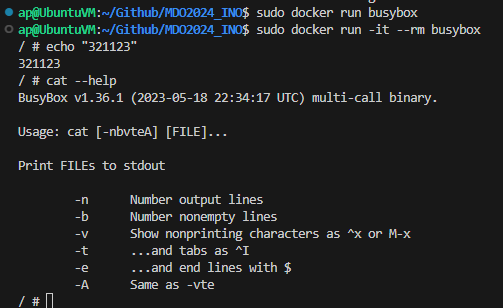 ap@UbuntuVM:~/Github/MDO2024_INO$ sudo docker run busybox
ap@UbuntuVM:~/Github/MDO2024_INO$ sudo docker run -it --rm busybox
/ # echo "321123"
321123
/ # cat --help
BusyBox v1.36.1 (2023-05-18 22:34:17 UTC) multi-call binary.

Usage: cat [-nbvteA] [FILE]...

Print FILEs to stdout

        -n      Number output lines
        -b      Number nonempty lines
        -v      Show nonprinting characters as ^x or M-x
        -t      ...and tabs as ^I
        -e      ...and end lines with $
        -A      Same as -vte
/ #